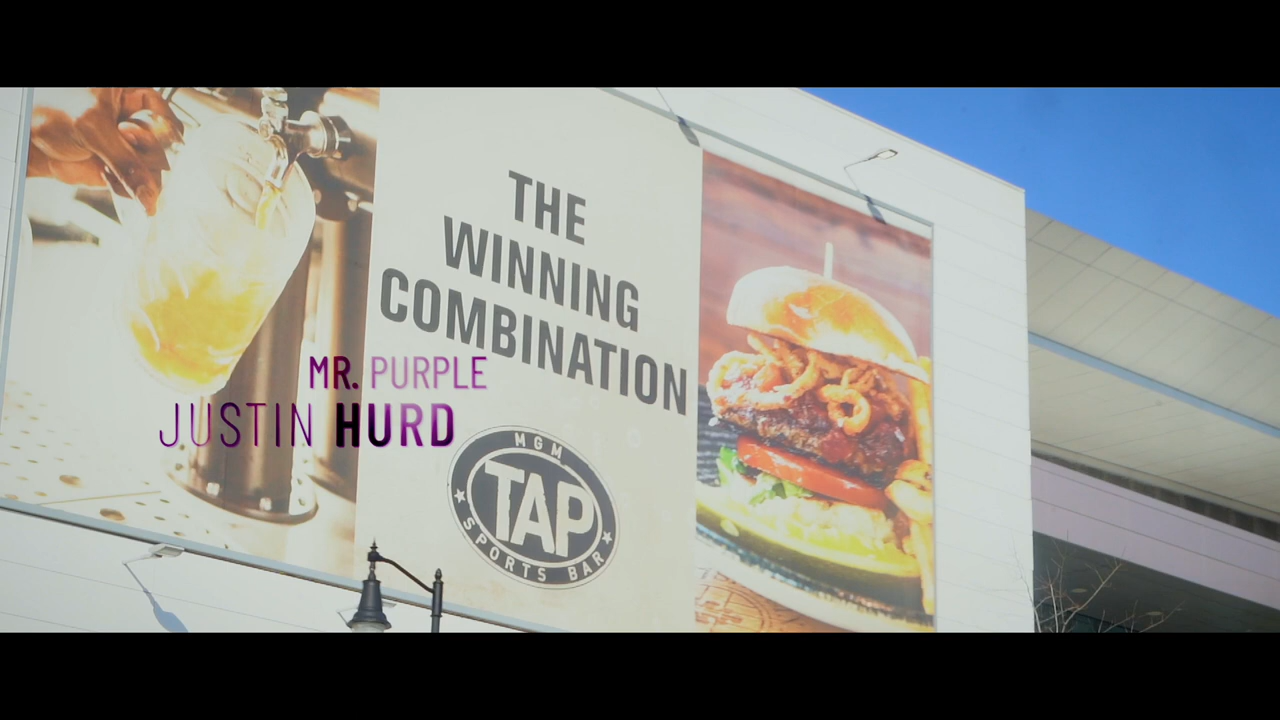 THE
WINNING
COMBINATION
MR. PURPLE
JUSTIN HURD
MGM
TAP
SPORTS BAR